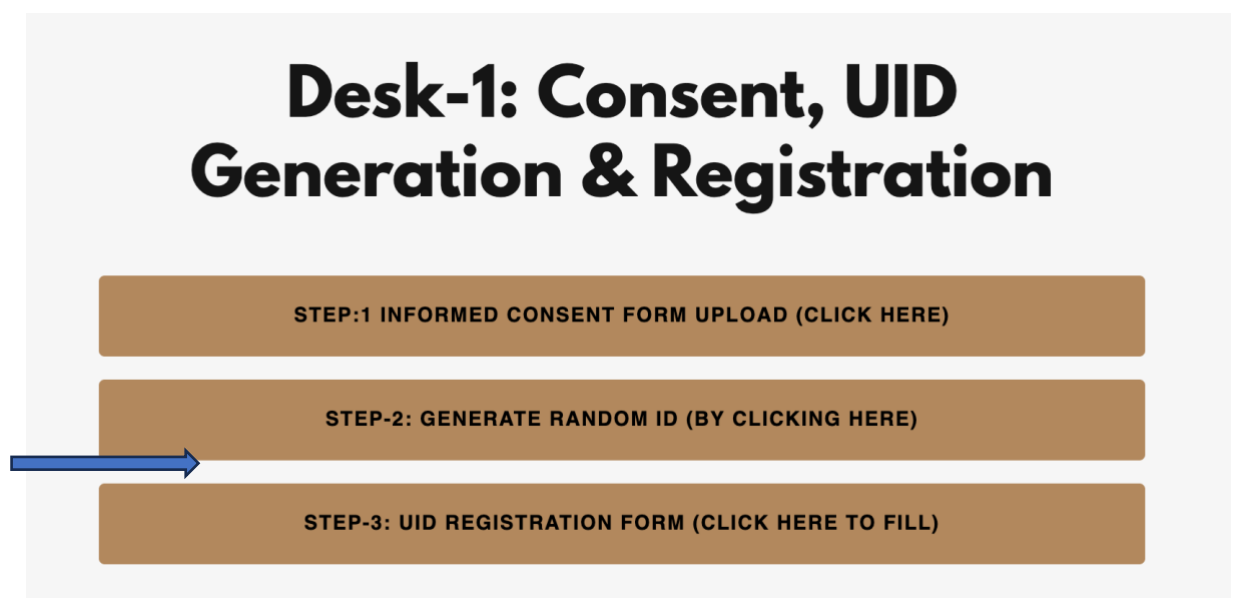 Desk-1: Consent, UID
Generation & Registration
STEP:1 INFORMED CONSENT FORM UPLOAD (CLICK HERE)
STEP-2: GENERATE RANDOM ID (BY CLICKING HERE)
STEP-3: UID REGISTRATION FORM (CLICK HERE TO FILL)